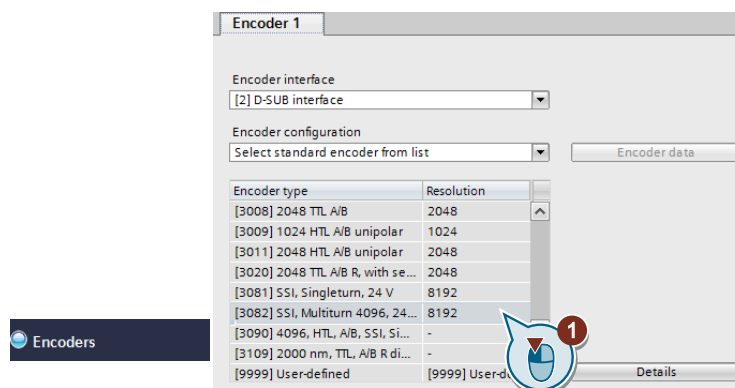 Encoder 1
Encoder interface
[2] D-SUB interface
Encoder configuration
Select standard encoder from list
Encoder data
Encoder type Resolution
[3008] 2048 TTL A/B 2048
[3009] 1024 HTL A/B unipolar 1024
[3011] 2048 HTL A/B unipolar 2048
[3020] 2048 TTL A/B R, with se... 2048
[3081] SSI, Singleturn, 24 V 8192
[3082] SSI, Multiturn 4096, 24... 8192
1
[3090] 4096, HTL, A/B, SSI, Si... -
Encoders
[3109] 2000 nm, TTL, A/B R di... -
[9999] User-defined [9999] User-d
Details